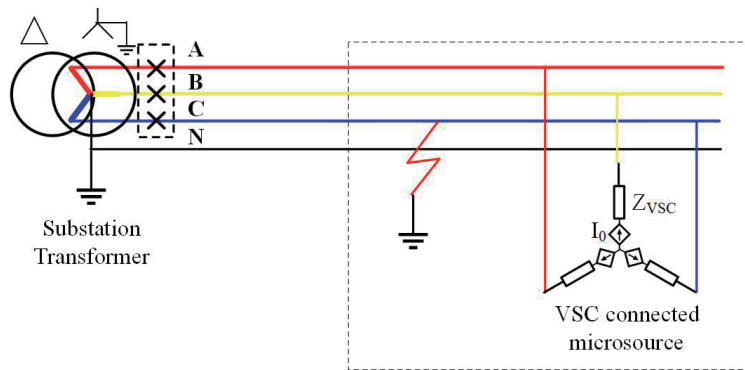 A
B
C
N
Substation
Transformer
Z_VSC
I_0
VSC connected
microsource